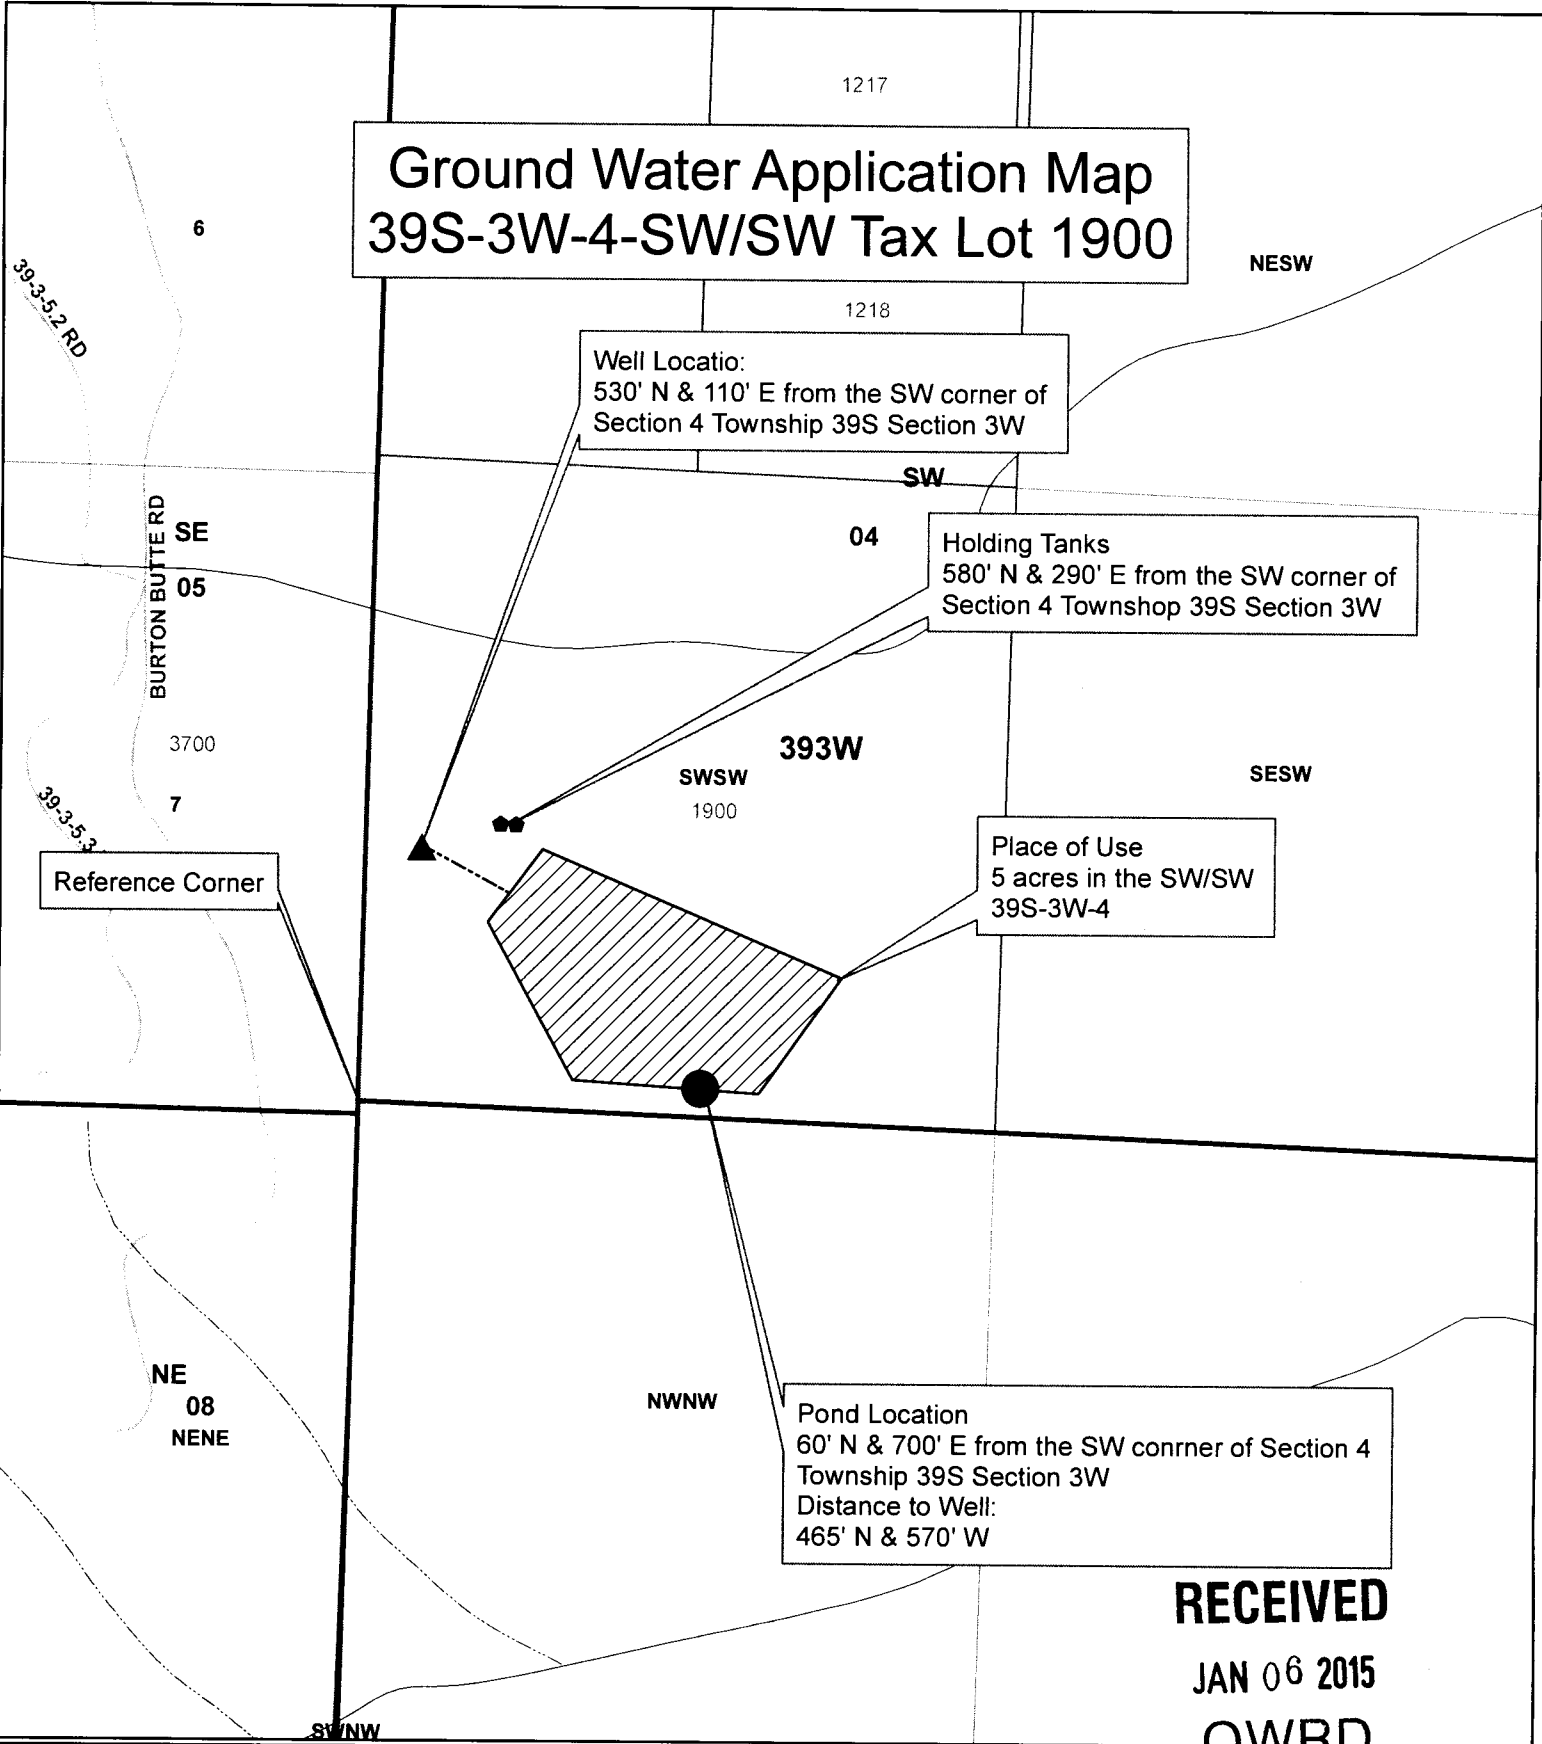 1217
Ground Water Application Map
39S-3W-4-SW/SW Tax Lot 1900
6
NESW
39-3-5.2 RD
1218
Well Locatio:
530' N & 110' E from the SW corner of
Section 4 Township 39S Section 3W
SW
04
BURTON BUTTE RD
SE
05
Holding Tanks
580' N & 290' E from the SW corner of
Section 4 Townshop 39S Section 3W
3700
393W
SWSW
1900
SESW
7
39-3-5.3
Place of Use
5 acres in the SW/SW
39S-3W-4
Reference Corner
NE
08
NENE
NWNW
Pond Location
60' N & 700' E from the SW conrner of Section 4
Township 39S Section 3W
Distance to Well:
465' N & 570' W
RECEIVED
JAN 06 2015
OWRD
SWNW